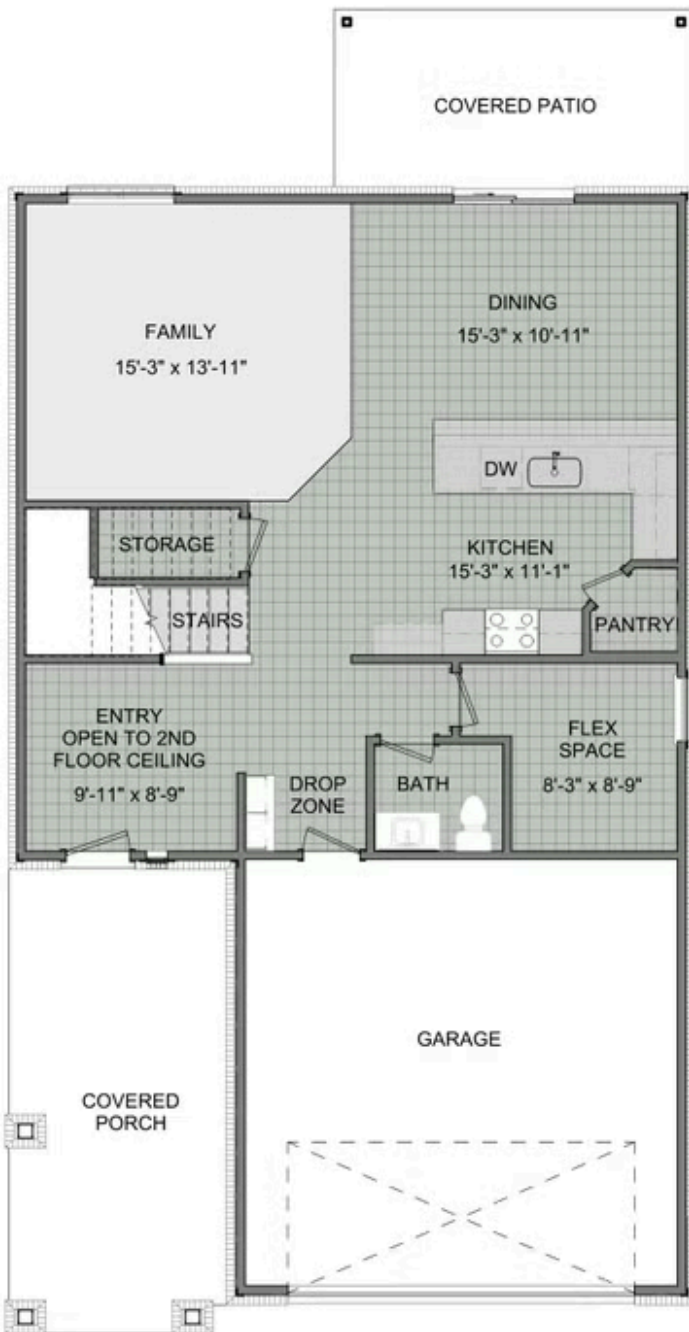 COVERED PATIO
FAMILY
15'-3" x 13'-11"
DINING
15'-3" x 10'-11"
DW
STORAGE
KITCHEN
15'-3" x 11'-1"
STAIRS
PANTRY
ENTRY
OPEN TO 2ND
FLOOR CEILING
9'-11" x 8'-9"
DROP
ZONE
BATH
FLEX
SPACE
8'-3" x 8'-9"
GARAGE
COVERED
PORCH